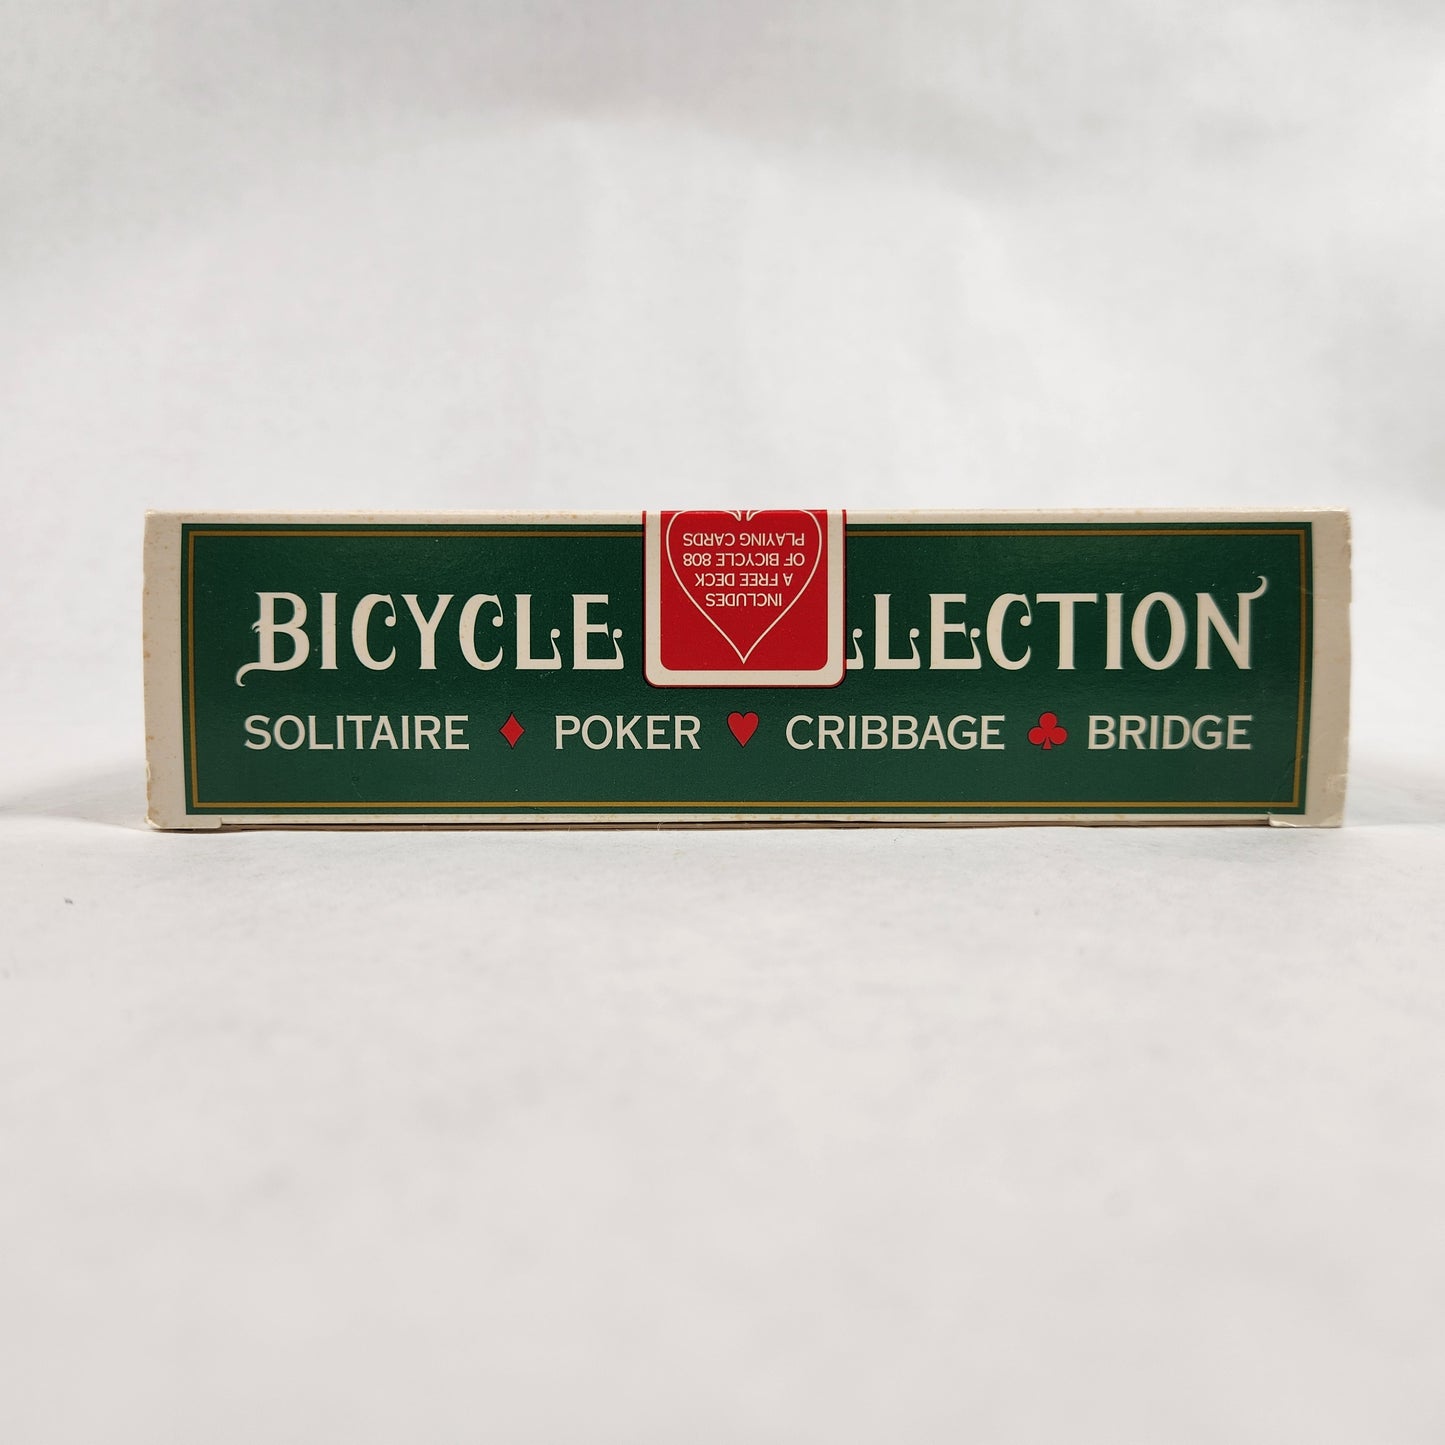 BICYCLE LLECTION
SOLITAIRE POKER CRIBBAGE BRIDGE
INCLUDES
A FREE DECK
OF BICYCLE 808
PLAYING CARDS